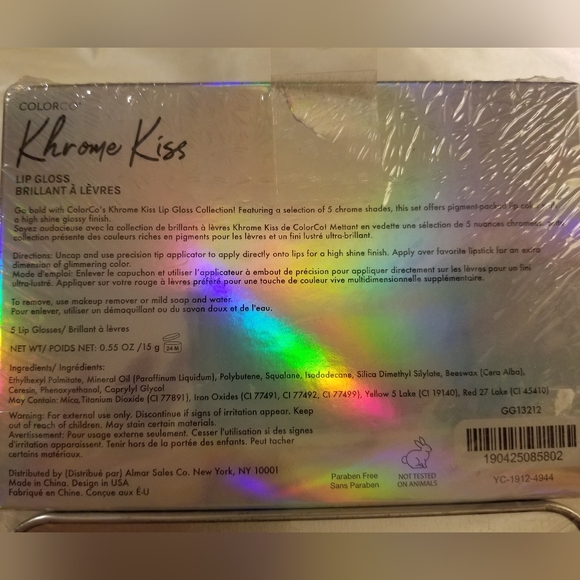 COLORCO
Khrome Kiss
LIP GLOSS
BRILLANT À LÈVRES
Go bold with ColorCo's Khrome Kiss Lip Gloss Collection! Featuring a selection of 5 chrome shades, this set offers pigment-packed lip
a high shine glossy finish.
Soyez audacieuse avec la collection de brillants à lèvres Khrome Kiss de ColorCo! Mettant en vedette une sélection de 5 nuances
collection présente des couleurs riches en pigments pour les lèvres et un fini lustré ultra-brillant.
Directions: Uncap and use precision tip applicator to apply directly onto lips for a high shine finish. Apply over favorite lipstick for an extra
dimension of glimmering color.
Mode d'emploi: Enlever le capuchon et utiliser l'applicateur à embout de précision pour appliquer directement sur les lèvres pour un fini
ultra-lustré. Appliquer sur votre rouge à lèvres préféré pour une touche de couleur vive multidimensionnelle supplémentaire.
To remove, use makeup remover or mild soap and water.
Pour enlever, utiliser un démaquillant ou du savon doux et de l'eau.
5 Lip Glosses/ Brillant à lèvres
NET WT/ POIDS NET: 0.55 OZ /15 g 24 M
Ingredients/ Ingrédients:
Ethylhexyl Palmitate, Mineral Oil (Paraffinum Liquidum), Polybutene, Squalane, Isododecane, Silica Dimethyl Silylate, Beeswax (Cera Alba),
Ceresin, Phenoxyethanol, Caprylyl Glycol
May Contain: Mica, Titanium Dioxide (CI 77891), Iron Oxides (CI 77491, CI 77492, CI 77499), Yellow 5 Lake (CI 19140), Red 27 Lake (CI 45410)
Warning: For external use only. Discontinue if signs of irritation appear. Keep
out of reach of children. May stain certain materials.
Avertissement: Pour usage externe seulement. Cesser l'utilisation si des signes
d'irritation apparaissent. Tenir hors de la portée des enfants. Peut tacher
certains matériaux.
Distributed by (Distribué par) Almar Sales Co. New York, NY 10001
Made in China. Design in USA
Fabriqué en Chine. Conçue aux É-U
Paraben Free
Sans Paraben
NOT TESTED
ON ANIMALS
GG13212
190425085802
YC-1912-4944